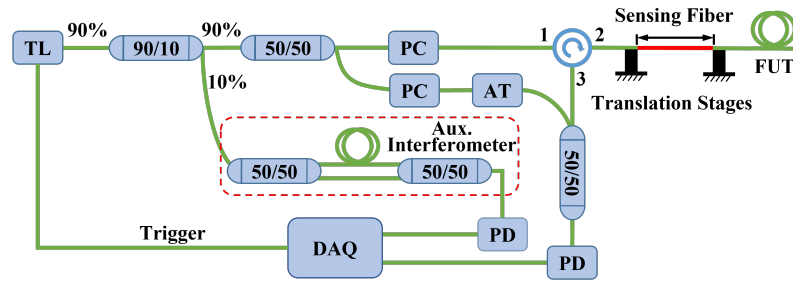 TL
90%
90/10
90%
50/50
PC
1
2
3
Sensing Fiber
FUT
Translation Stages
10%
PC
AT
Aux.
Interferometer
50/50
50/50
50/50
Trigger
DAQ
PD
PD